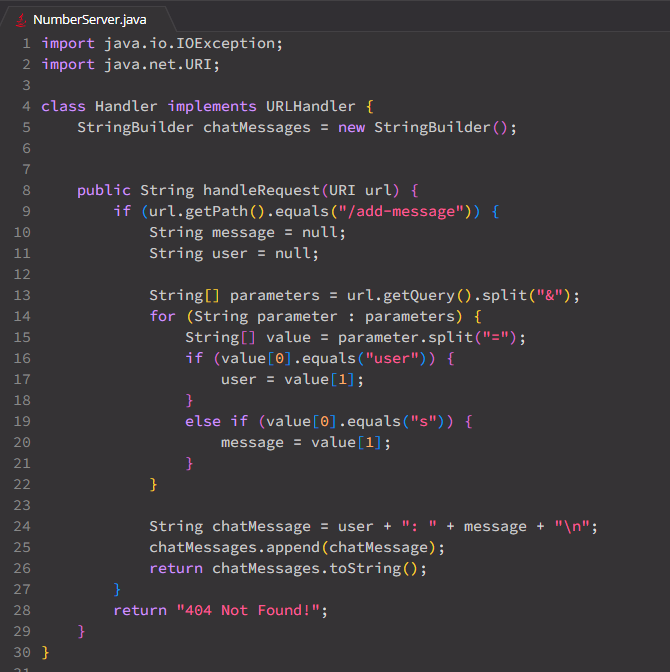 NumberServer.java
1 import java.io.IOException;
2 import java.net.URI;
3
4 class Handler implements URLHandler {
5     StringBuilder chatMessages = new StringBuilder();
6
7
8     public String handleRequest(URI url) {
9         if (url.getPath().equals("/add-message")) {
10             String message = null;
11             String user = null;
12
13             String[] parameters = url.getQuery().split("&");
14             for (String parameter : parameters) {
15                 String[] value = parameter.split("=");
16                 if (value[0].equals("user")) {
17                     user = value[1];
18                 }
19                 else if (value[0].equals("s")) {
20                     message = value[1];
21                 }
22             }
23
24             String chatMessage = user + ": " + message + "\n";
25             chatMessages.append(chatMessage);
26             return chatMessages.toString();
27         }
28         return "404 Not Found!";
29     }
30 }